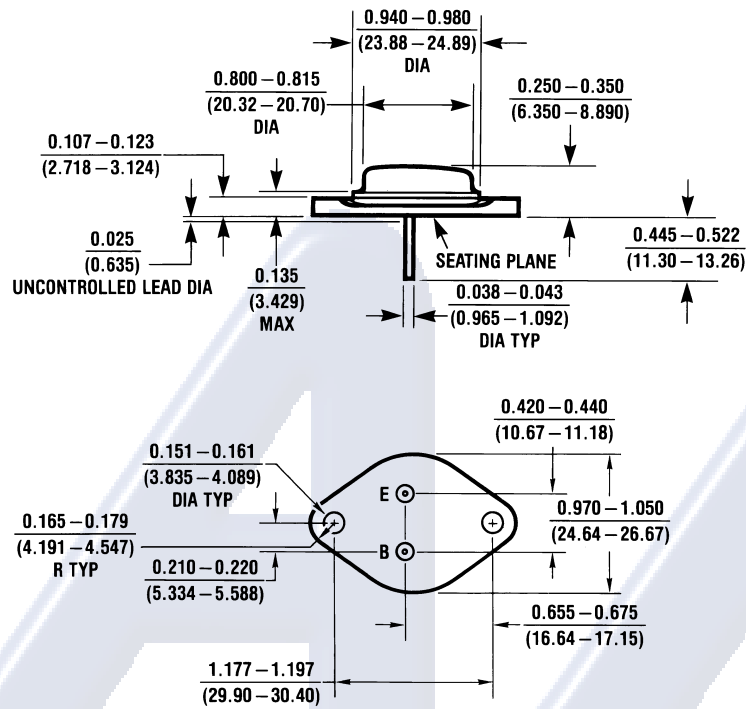 0.940 – 0.980
(23.88 – 24.89)
DIA
0.800 – 0.815
(20.32 – 20.70)
DIA
0.250 – 0.350
(6.350 – 8.890)
0.107 – 0.123
(2.718 – 3.124)
0.025
(0.635)
UNCONTROLLED LEAD DIA
0.135
(3.429)
MAX
SEATING PLANE
0.445 – 0.522
(11.30 – 13.26)
0.038 – 0.043
(0.965 – 1.092)
DIA TYP
0.420 – 0.440
(10.67 – 11.18)
0.151 – 0.161
(3.835 – 4.089)
DIA TYP
E
0.970 – 1.050
(24.64 – 26.67)
0.165 – 0.179
(4.191 – 4.547)
R TYP
B
0.210 – 0.220
(5.334 – 5.588)
0.655 – 0.675
(16.64 – 17.15)
1.177 – 1.197
(29.90 – 30.40)